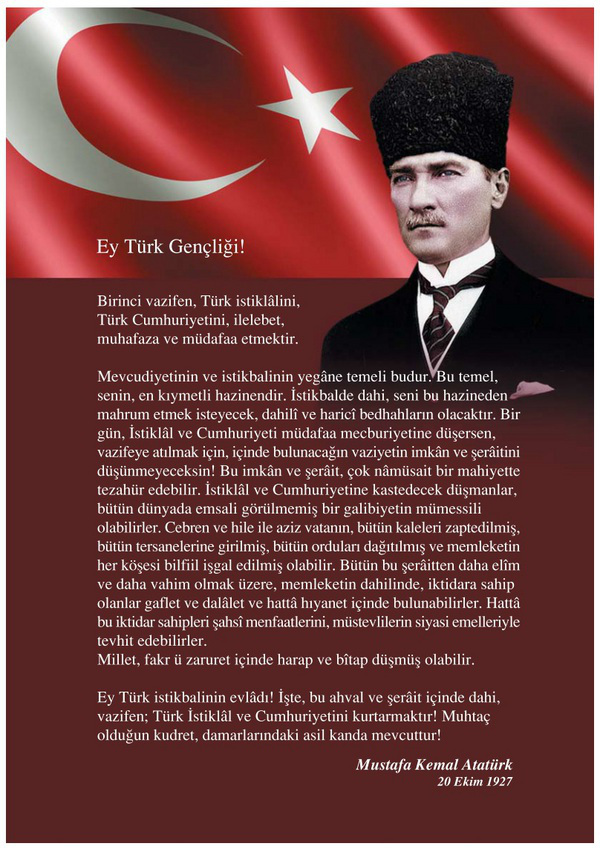 Ey Türk Gençliği!
Birinci vazifen, Türk istiklâlini,
Türk Cumhuriyetini, ilelebet,
muhafaza ve müdafaa etmektir.
Mevcudiyetinin ve istikbalinin yegâne temeli budur. Bu temel,
senin, en kıymetli hazinendir. İstikbalde dahi, seni bu hazineden
mahrum etmek isteyecek, dahilî ve haricî bedhahların olacaktır. Bir
gün, İstiklâl ve Cumhuriyeti müdafaa mecburiyetine düşersen,
vazifeye atılmak için, içinde bulunacağın vaziyetin imkân ve şerâitini
düşünmeyeceksin! Bu imkân ve şerâit, çok nâmüsait bir mahiyette
tezahür edebilir. İstiklâl ve Cumhuriyetine kastedecek düşmanlar,
bütün dünyada emsali görülmemiş bir galibiyetin mümessili
olabilirler. Cebren ve hile ile aziz vatanın, bütün kaleleri zaptedilmiş,
bütün tersanelerine girilmiş, bütün orduları dağıtılmış ve memleketin
her köşesi bilfiil işgal edilmiş olabilir. Bütün bu şerâitten daha elîm
ve daha vahim olmak üzere, memleketin dahilinde, iktidara sahip
olanlar gaflet ve dalâlet ve hattâ hıyanet içinde bulunabilirler. Hattâ
bu iktidar sahipleri şahsî menfaatlerini, müstevlilerin siyasi emelleriyle
tevhit edebilirler.
Millet, fakr ü zaruret içinde harap ve bîtap düşmüş olabilir.
Ey Türk istikbalinin evlâdı! İşte, bu ahval ve şerâit içinde dahi,
vazifen; Türk İstiklâl ve Cumhuriyetini kurtarmaktır! Muhtaç
olduğun kudret, damarlarındaki asil kanda mevcuttur!
Mustafa Kemal Atatürk
20 Ekim 1927